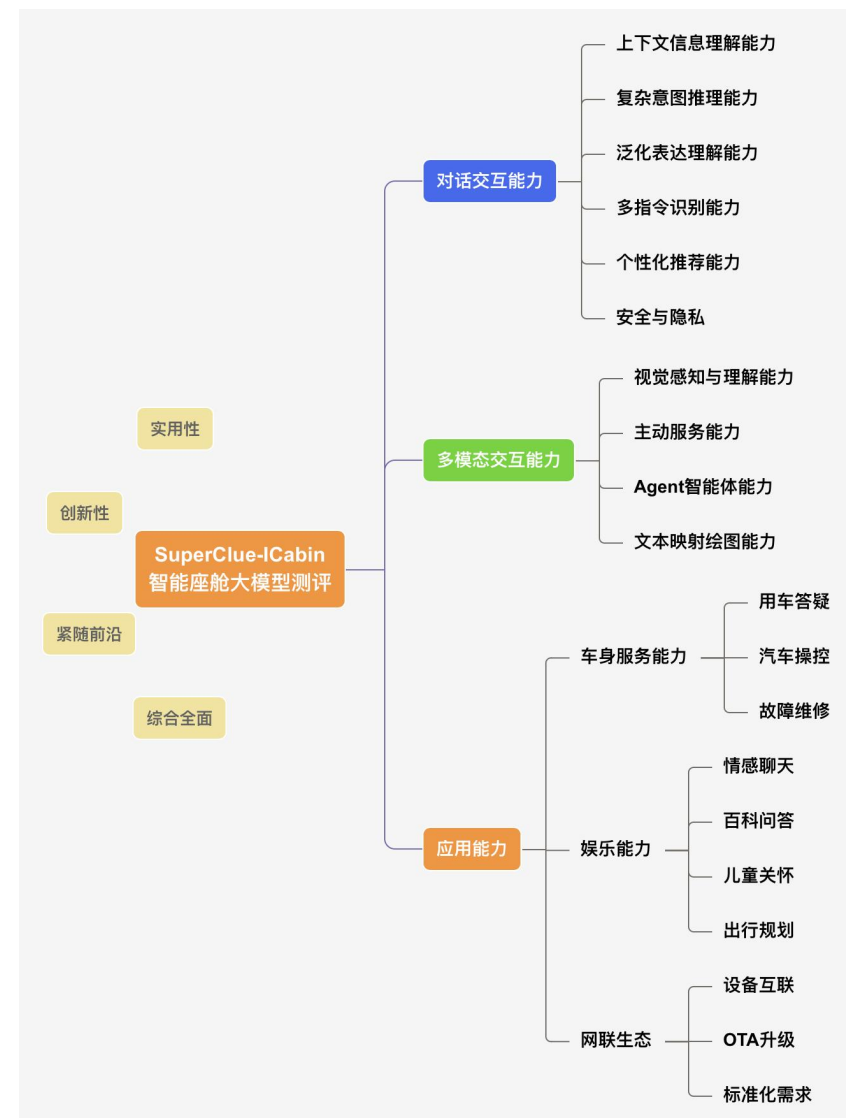 上下文信息理解能力
复杂意图推理能力
泛化表达理解能力
对话交互能力
多指令识别能力
个性化推荐能力
安全与隐私
视觉感知与理解能力
实用性
主动服务能力
多模态交互能力
Agent智能体能力
创新性
文本映射绘图能力
SuperClue-ICabin
智能座舱大模型测评
用车答疑
紧随前沿
车身服务能力
汽车操控
故障维修
综合全面
情感聊天
百科问答
应用能力
娱乐能力
儿童关怀
出行规划
设备互联
网联生态
OTA升级
标准化需求